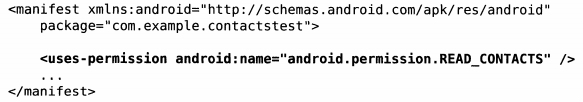 <manifest xmlns:android="http://schemas.android.com/apk/res/android"
    package="com.example.contactstest">
    <uses-permission android:name="android.permission.READ_CONTACTS" />
    ...
</manifest>